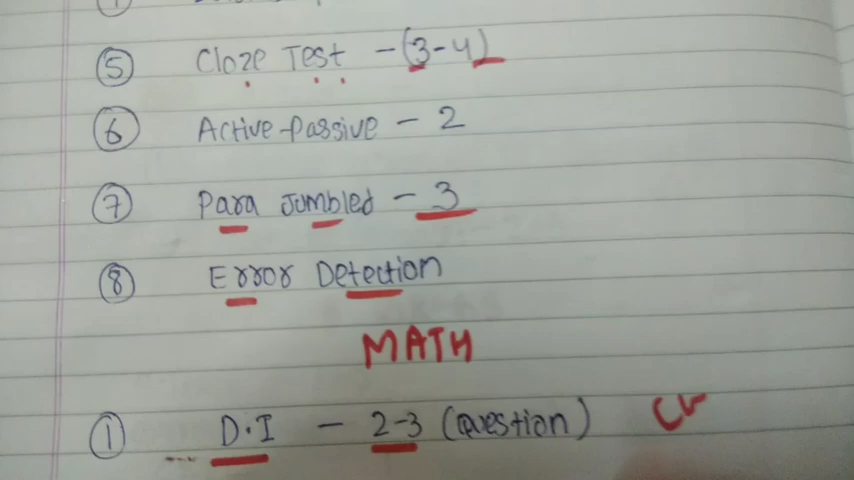 ⑤ Cloze Test - (3-4)
⑥ Active-Passive - 2
⑦ Para Jumbled - 3
⑧ Error Detection
MATH
① D.I - 2-3 (Question)